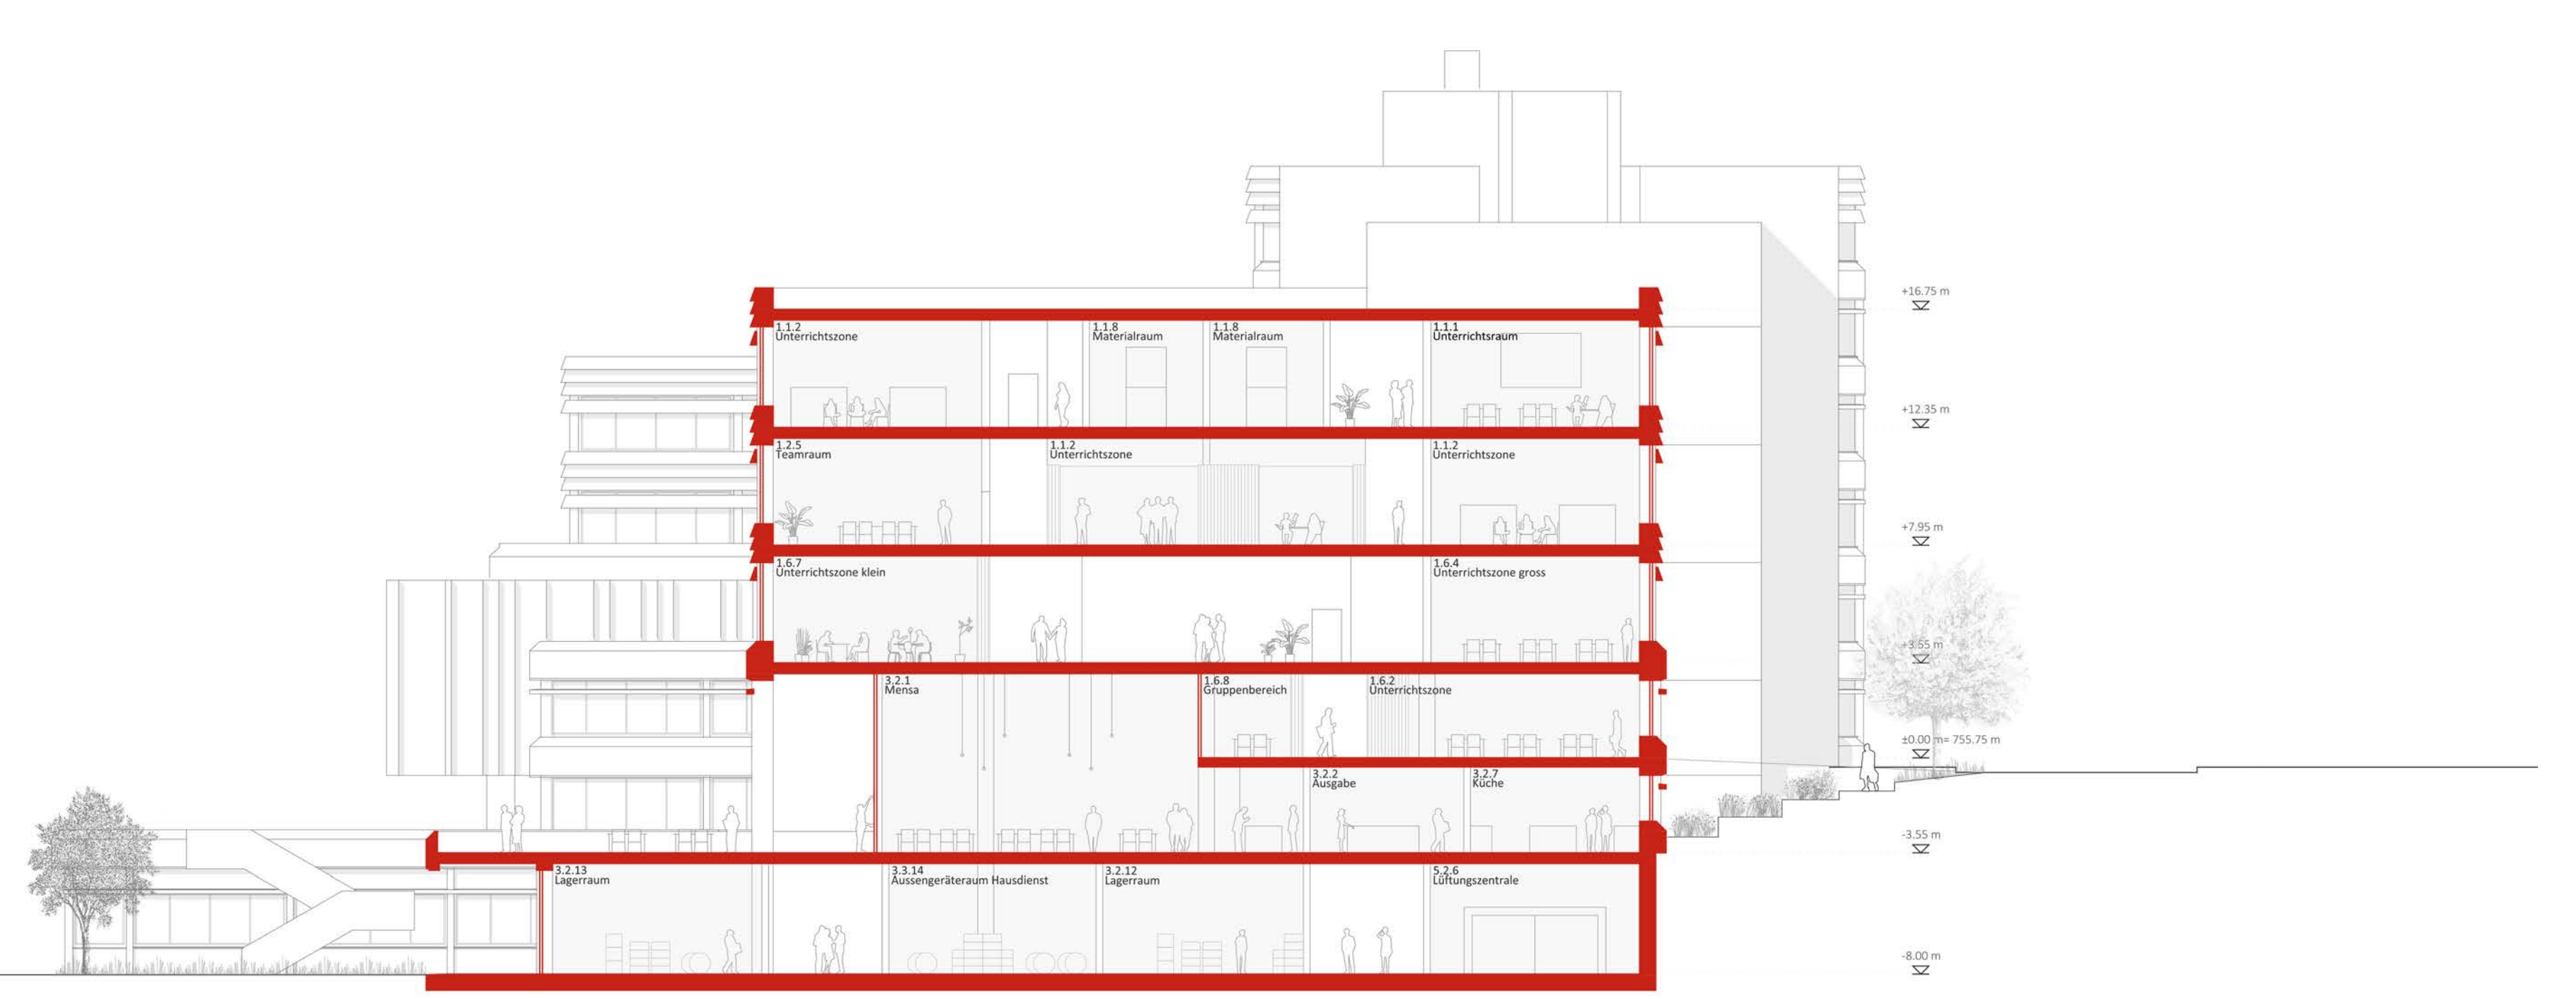 +16.75 m
1.1.2
Unterrichtszone
1.1.8
Materialraum
1.1.8
Materialraum
1.1.1
Unterrichtsraum
+12.35 m
1.2.5
Teamraum
1.1.2
Unterrichtszone
1.1.2
Unterrichtszone
+7.95 m
1.6.7
Unterrichtszone klein
1.6.4
Unterrichtszone gross
+3.55 m
3.2.1
Mensa
1.6.8
Gruppenbereich
1.6.2
Unterrichtszone
±0.00 m= 755.75 m
3.2.2
Ausgabe
3.2.7
Küche
-3.55 m
3.2.13
Lagerraum
3.3.14
Aussengeräteraum Hausdienst
3.2.12
Lagerraum
5.2.6
Lüftungszentrale
-8.00 m